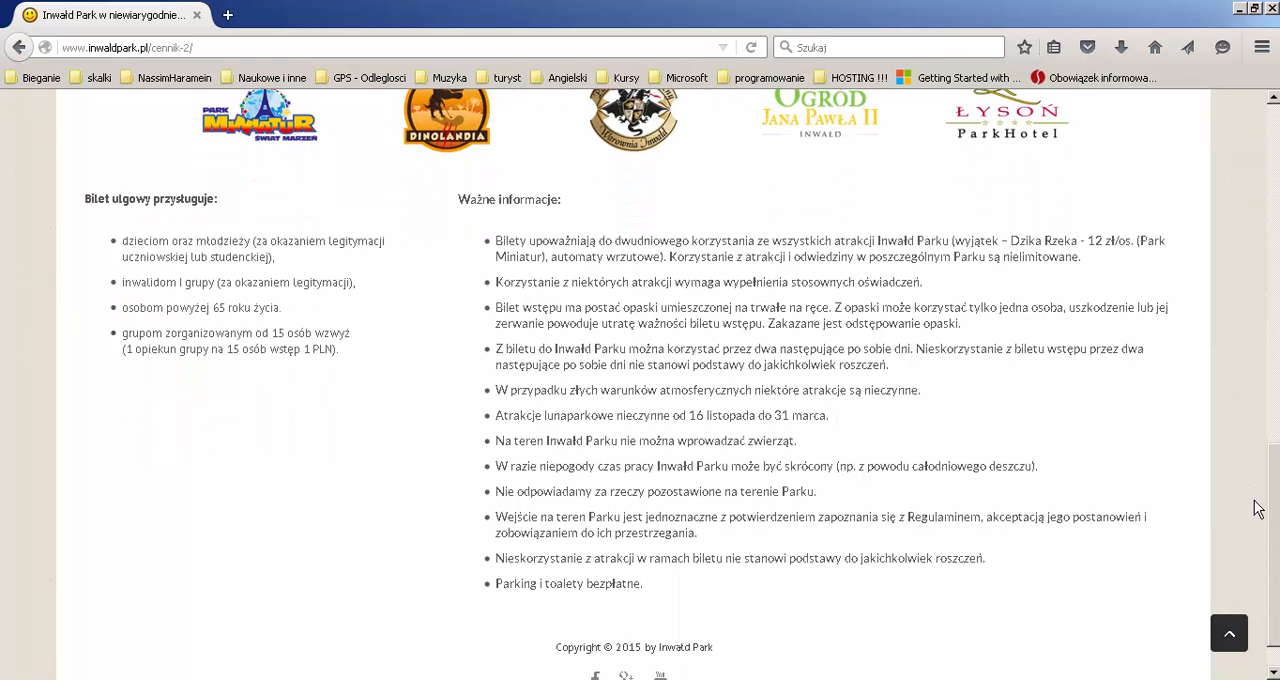 Inwałd Park w niewiarygodnie...
www.inwaldpark.pl/cennik-2/
Szukaj
Bieganie
skalki
NassimHaramein
Naukowe i inne
GPS - Odleglosci
Muzyka
turyst
Angielski
Kursy
Microsoft
programowanie
HOSTING !!!
Getting Started with ...
Obowiązek informowa...
PARK
MINIATUR
ŚWIAT MARZEŃ
DINOLANDIA
Warownia Inwałd
OGRÓD
JANA PAWŁA II
INWAŁD
ŁYSOŃ
ParkHotel
Bilet ulgowy przysługuje:
dzieciom oraz młodzieży (za okazaniem legitymacji
uczniowskiej lub studenckiej),
inwalidom I grupy (za okazaniem legitymacji),
osobom powyżej 65 roku życia.
grupom zorganizowanym od 15 osób wzwyż
(1 opiekun grupy na 15 osób wstęp 1 PLN).
Ważne informacje:
Bilety upoważniają do dwudniowego korzystania ze wszystkich atrakcji Inwałd Parku (wyjątek – Dzika Rzeka - 12 zł/os. (Park
Miniatur), automaty wrzutowe). Korzystanie z atrakcji i odwiedziny w poszczególnym Parku są nielimitowane.
Korzystanie z niektórych atrakcji wymaga wypełnienia stosownych oświadczeń.
Bilet wstępu ma postać opaski umieszczonej na trwałe na ręce. Z opaski może korzystać tylko jedna osoba, uszkodzenie lub jej
zerwanie powoduje utratę ważności biletu wstępu. Zakazane jest odstępowanie opaski.
Z biletu do Inwałd Parku można korzystać przez dwa następujące po sobie dni. Nieskorzystanie z biletu wstępu przez dwa
następujące po sobie dni nie stanowi podstawy do jakichkolwiek roszczeń.
W przypadku złych warunków atmosferycznych niektóre atrakcje są nieczynne.
Atrakcje lunaparkowe nieczynne od 16 listopada do 31 marca.
Na teren Inwałd Parku nie można wprowadzać zwierząt.
W razie niepogody czas pracy Inwałd Parku może być skrócony (np. z powodu całodniowego deszczu).
Nie odpowiadamy za rzeczy pozostawione na terenie Parku.
Wejście na teren Parku jest jednoznaczne z potwierdzeniem zapoznania się z Regulaminem, akceptacją jego postanowień i
zobowiązaniem do ich przestrzegania.
Nieskorzystanie z atrakcji w ramach biletu nie stanowi podstawy do jakichkolwiek roszczeń.
Parking i toalety bezpłatne.
Copyright © 2015 by Inwałd Park